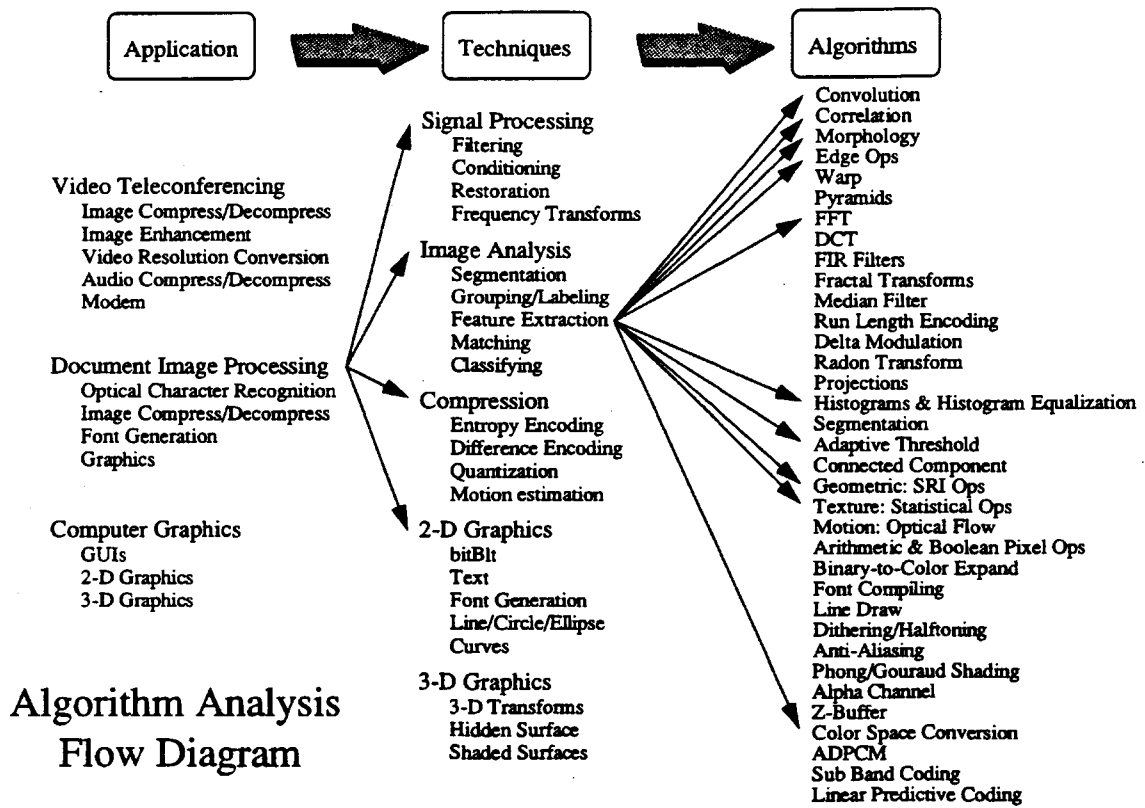 Application
Techniques
Algorithms
Video Teleconferencing
Image Compress/Decompress
Image Enhancement
Video Resolution Conversion
Audio Compress/Decompress
Modem
Document Image Processing
Optical Character Recognition
Image Compress/Decompress
Font Generation
Graphics
Computer Graphics
GUIs
2-D Graphics
3-D Graphics
Algorithm Analysis
Flow Diagram
Signal Processing
Filtering
Conditioning
Restoration
Frequency Transforms
Image Analysis
Segmentation
Grouping/Labeling
Feature Extraction
Matching
Classifying
Compression
Entropy Encoding
Difference Encoding
Quantization
Motion estimation
2-D Graphics
bitBlt
Text
Font Generation
Line/Circle/Ellipse
Curves
3-D Graphics
3-D Transforms
Hidden Surface
Shaded Surfaces
Convolution
Correlation
Morphology
Edge Ops
Warp
Pyramids
FFT
DCT
FIR Filters
Fractal Transforms
Median Filter
Run Length Encoding
Delta Modulation
Radon Transform
Projections
Histograms & Histogram Equalization
Segmentation
Adaptive Threshold
Connected Component
Geometric: SRI Ops
Texture: Statistical Ops
Motion: Optical Flow
Arithmetic & Boolean Pixel Ops
Binary-to-Color Expand
Font Compiling
Line Draw
Dithering/Halftoning
Anti-Aliasing
Phong/Gouraud Shading
Alpha Channel
Z-Buffer
Color Space Conversion
ADPCM
Sub Band Coding
Linear Predictive Coding